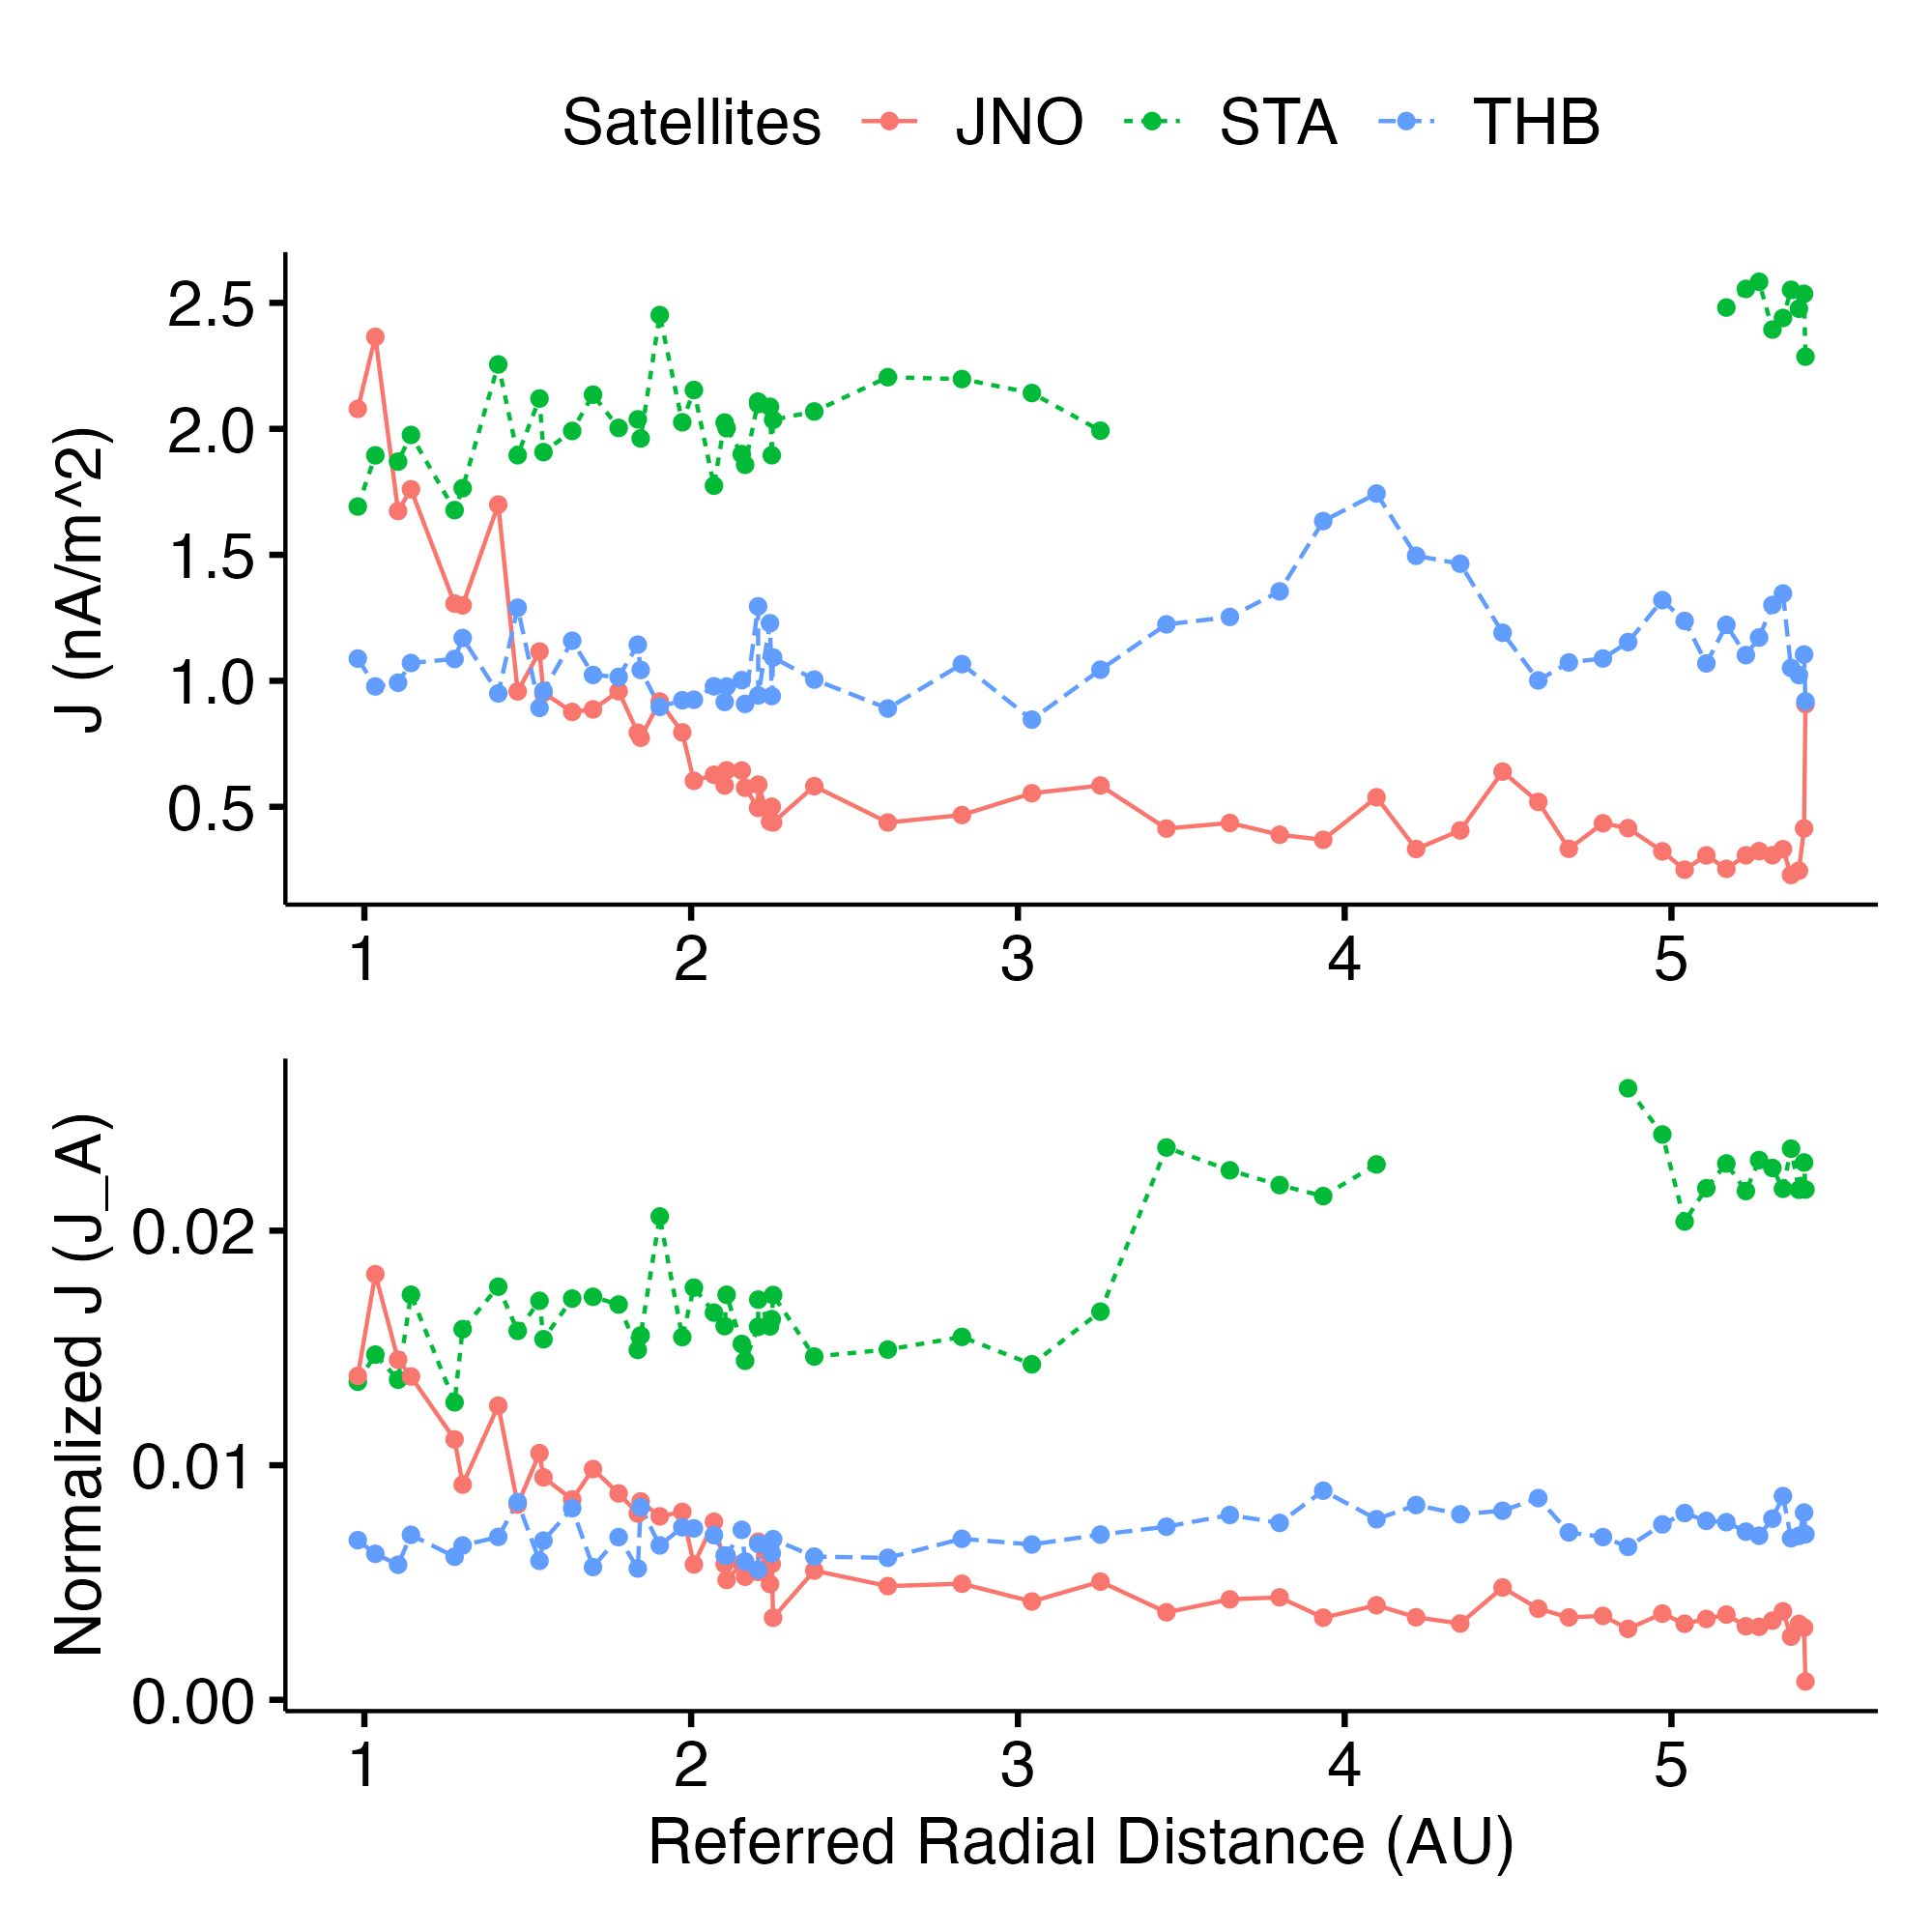 Satellites JNO STA THB
J (nA/m^2)
2.5
2.0
1.5
1.0
0.5
1 2 3 4 5
Normalized J (J_A)
0.02
0.01
0.00
1 2 3 4 5
Referred Radial Distance (AU)